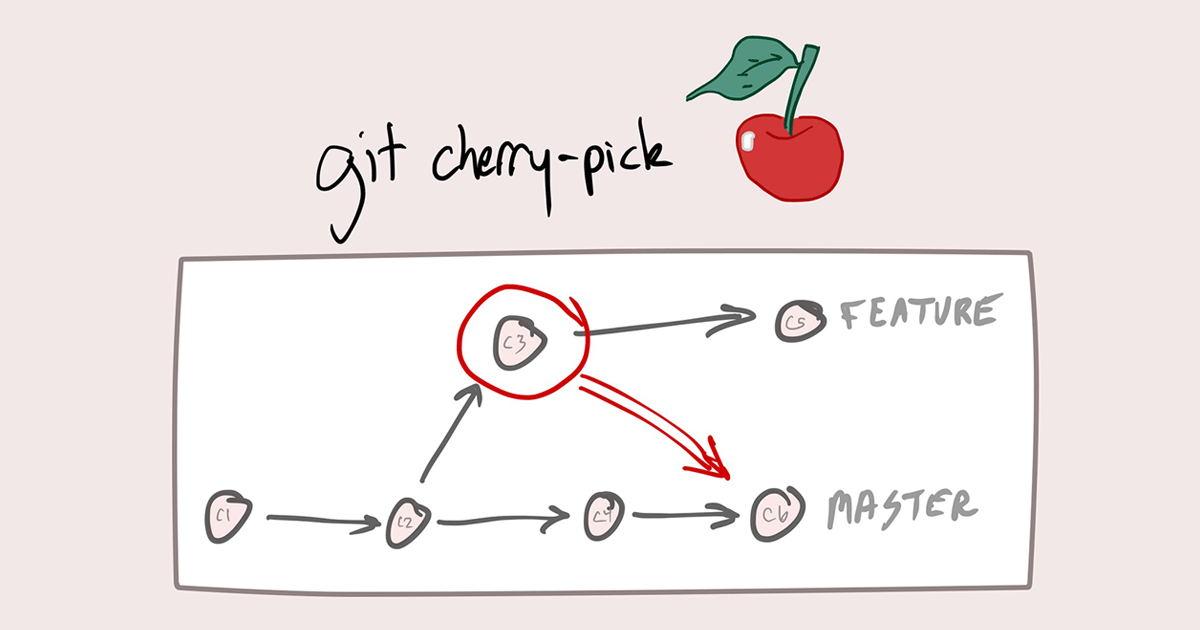 git cherry-pick
C3
C5 FEATURE
C1
C2
C4
C6 MASTER